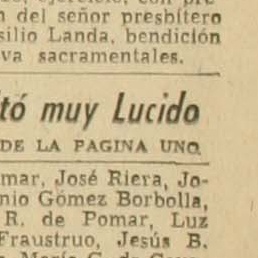 n del señor presbítero
silio Landa, bendición
va sacramentales.
tó muy Lucido
DE LA PAGINA UNO
mar, José Riera, Jo-
nio Gómez Borbolla,
R. de Pomar, Luz
Fraustruo, Jesús B.